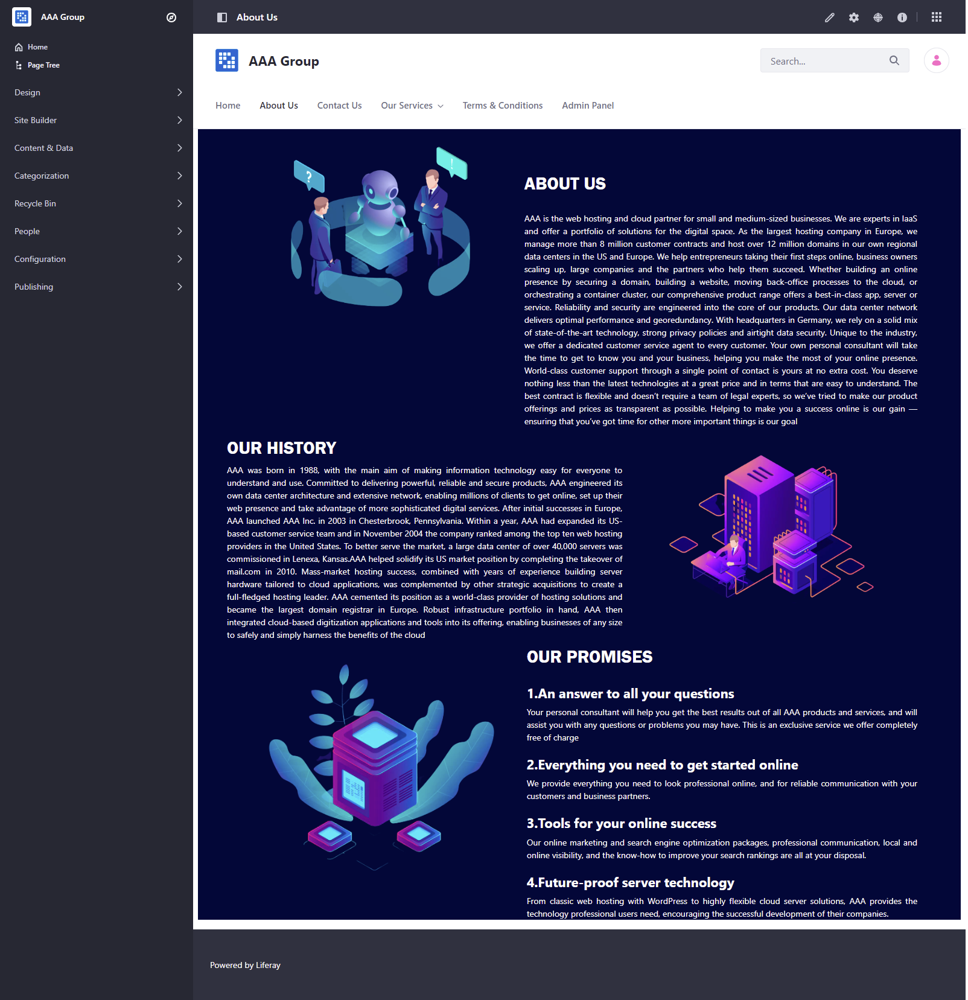 AAA Group
Home
Page Tree
Design
Site Builder
Content & Data
Categorization
Recycle Bin
People
Configuration
Publishing
About Us
AAA Group
Search...
Home
About Us
Contact Us
Our Services
Terms & Conditions
Admin Panel
?
!
ABOUT US
AAA is the web hosting and cloud partner for small and medium-sized businesses. We are experts in IaaS
and offer a portfolio of solutions for the digital space. As the largest hosting company in Europe, we
manage more than 8 million customer contracts and host over 12 million domains in our own regional
data centers in the US and Europe. We help entrepreneurs taking their first steps online, business owners
scaling up, large companies and the partners who help them succeed. Whether building an online
presence by securing a domain, building a website, moving back-office processes to the cloud, or
orchestrating a container cluster, our comprehensive product range offers a best-in-class app, server or
service. Reliability and security are engineered into the core of our products. Our data center network
delivers optimal performance and georedundancy. With headquarters in Germany, we rely on a solid mix
of state-of-the-art technology, strong privacy policies and airtight data security. Unique to the industry,
we offer a dedicated customer service agent to every customer. Your own personal consultant will take
the time to get to know you and your business, helping you make the most of your online presence.
World-class customer support through a single point of contact is yours at no extra cost. You deserve
nothing less than the latest technologies at a great price and in terms that are easy to understand. The
best contract is flexible and doesn’t require a team of legal experts, so we’ve tried to make our product
offerings and prices as transparent as possible. Helping to make you a success online is our gain —
ensuring that you’ve got time for other more important things is our goal
OUR HISTORY
AAA was born in 1988, with the main aim of making information technology easy for everyone to
understand and use. Committed to delivering powerful, reliable and secure products, AAA engineered its
own data center architecture and extensive network, enabling millions of clients to get online, set up their
web presence and take advantage of more sophisticated digital services. After initial successes in Europe,
AAA launched AAA Inc. in 2003 in Chesterbrook, Pennsylvania. Within a year, AAA had expanded its US-
based customer service team and in November 2004 the company ranked among the top ten web hosting
providers in the United States. To better serve the market, a large data center of over 40,000 servers was
commissioned in Lenexa, Kansas.AAA helped solidify its US market position by completing the takeover of
mail.com in 2010. Mass-market hosting success, combined with years of experience building server
hardware tailored to cloud applications, was complemented by other strategic acquisitions to create a
full-fledged hosting leader. AAA cemented its position as a world-class provider of hosting solutions and
became the largest domain registrar in Europe. Robust infrastructure portfolio in hand, AAA then
integrated cloud-based digitization applications and tools into its offering, enabling businesses of any size
to safely and simply harness the benefits of the cloud
OUR PROMISES
1.An answer to all your questions
Your personal consultant will help you get the best results out of all AAA products and services, and will
assist you with any questions or problems you may have. This is an exclusive service we offer completely
free of charge
2.Everything you need to get started online
We provide everything you need to look professional online, and for reliable communication with your
customers and business partners.
3.Tools for your online success
Our online marketing and search engine optimization packages, professional communication, local and
online visibility, and the know-how to improve your search rankings are all at your disposal.
4.Future-proof server technology
From classic web hosting with WordPress to highly flexible cloud server solutions, AAA provides the
technology professional users need, encouraging the successful development of their companies.
Powered by Liferay